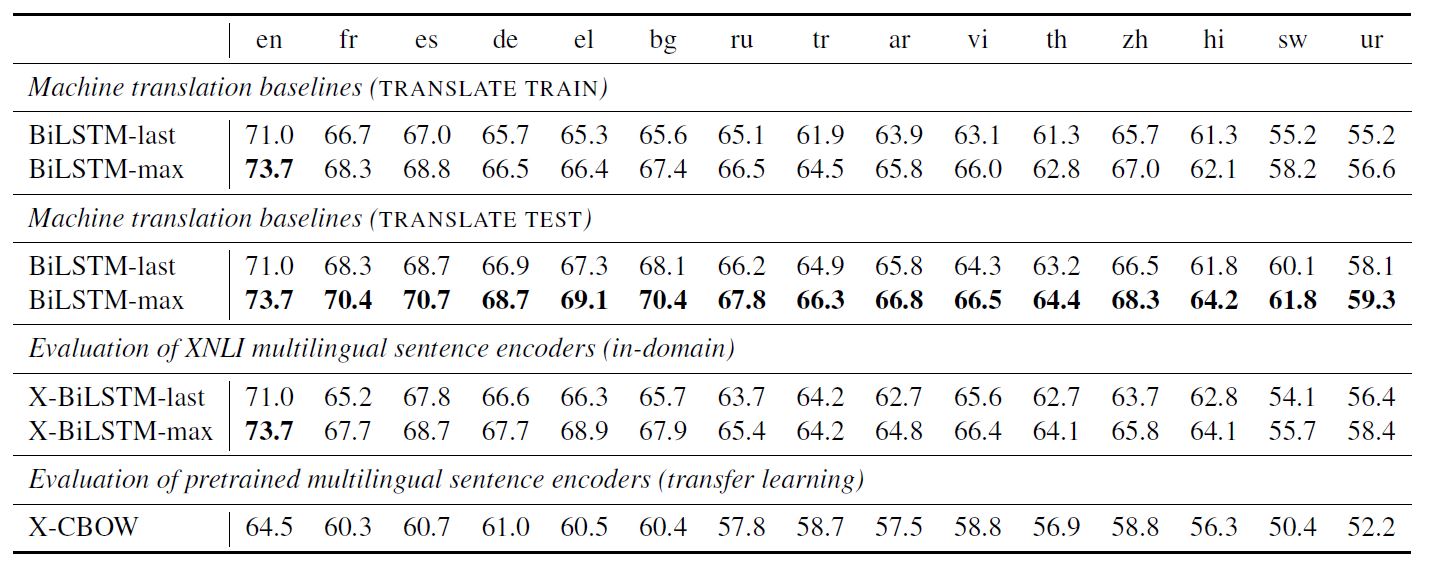 en fr es de el bg ru tr ar vi th zh hi sw ur
Machine translation baselines (TRANSLATE TRAIN)
BiLSTM-last 71.0 66.7 67.0 65.7 65.3 65.6 65.1 61.9 63.9 63.1 61.3 65.7 61.3 55.2 55.2
BiLSTM-max 73.7 68.3 68.8 66.5 66.4 67.4 66.5 64.5 65.8 66.0 62.8 67.0 62.1 58.2 56.6
Machine translation baselines (TRANSLATE TEST)
BiLSTM-last 71.0 68.3 68.7 66.9 67.3 68.1 66.2 64.9 65.8 64.3 63.2 66.5 61.8 60.1 58.1
BiLSTM-max 73.7 70.4 70.7 68.7 69.1 70.4 67.8 66.3 66.8 66.5 64.4 68.3 64.2 61.8 59.3
Evaluation of XNLI multilingual sentence encoders (in-domain)
X-BiLSTM-last 71.0 65.2 67.8 66.6 66.3 65.7 63.7 64.2 62.7 65.6 62.7 63.7 62.8 54.1 56.4
X-BiLSTM-max 73.7 67.7 68.7 67.7 68.9 67.9 65.4 64.2 64.8 66.4 64.1 65.8 64.1 55.7 58.4
Evaluation of pretrained multilingual sentence encoders (transfer learning)
X-CBOW 64.5 60.3 60.7 61.0 60.5 60.4 57.8 58.7 57.5 58.8 56.9 58.8 56.3 50.4 52.2